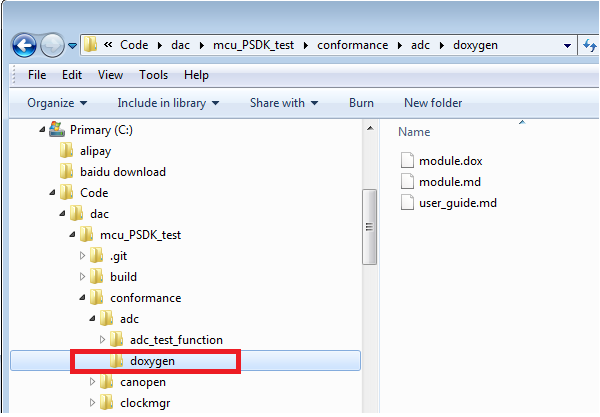 « Code dac mcu_PSDK_test conformance adc doxygen
File Edit View Tools Help
Organize Include in library Share with Burn New folder
Primary (C:)
alipay
baidu download
Code
dac
mcu_PSDK_test
.git
build
conformance
adc
adc_test_function
doxygen
canopen
clockmgr
Name
module.dox
module.md
user_guide.md